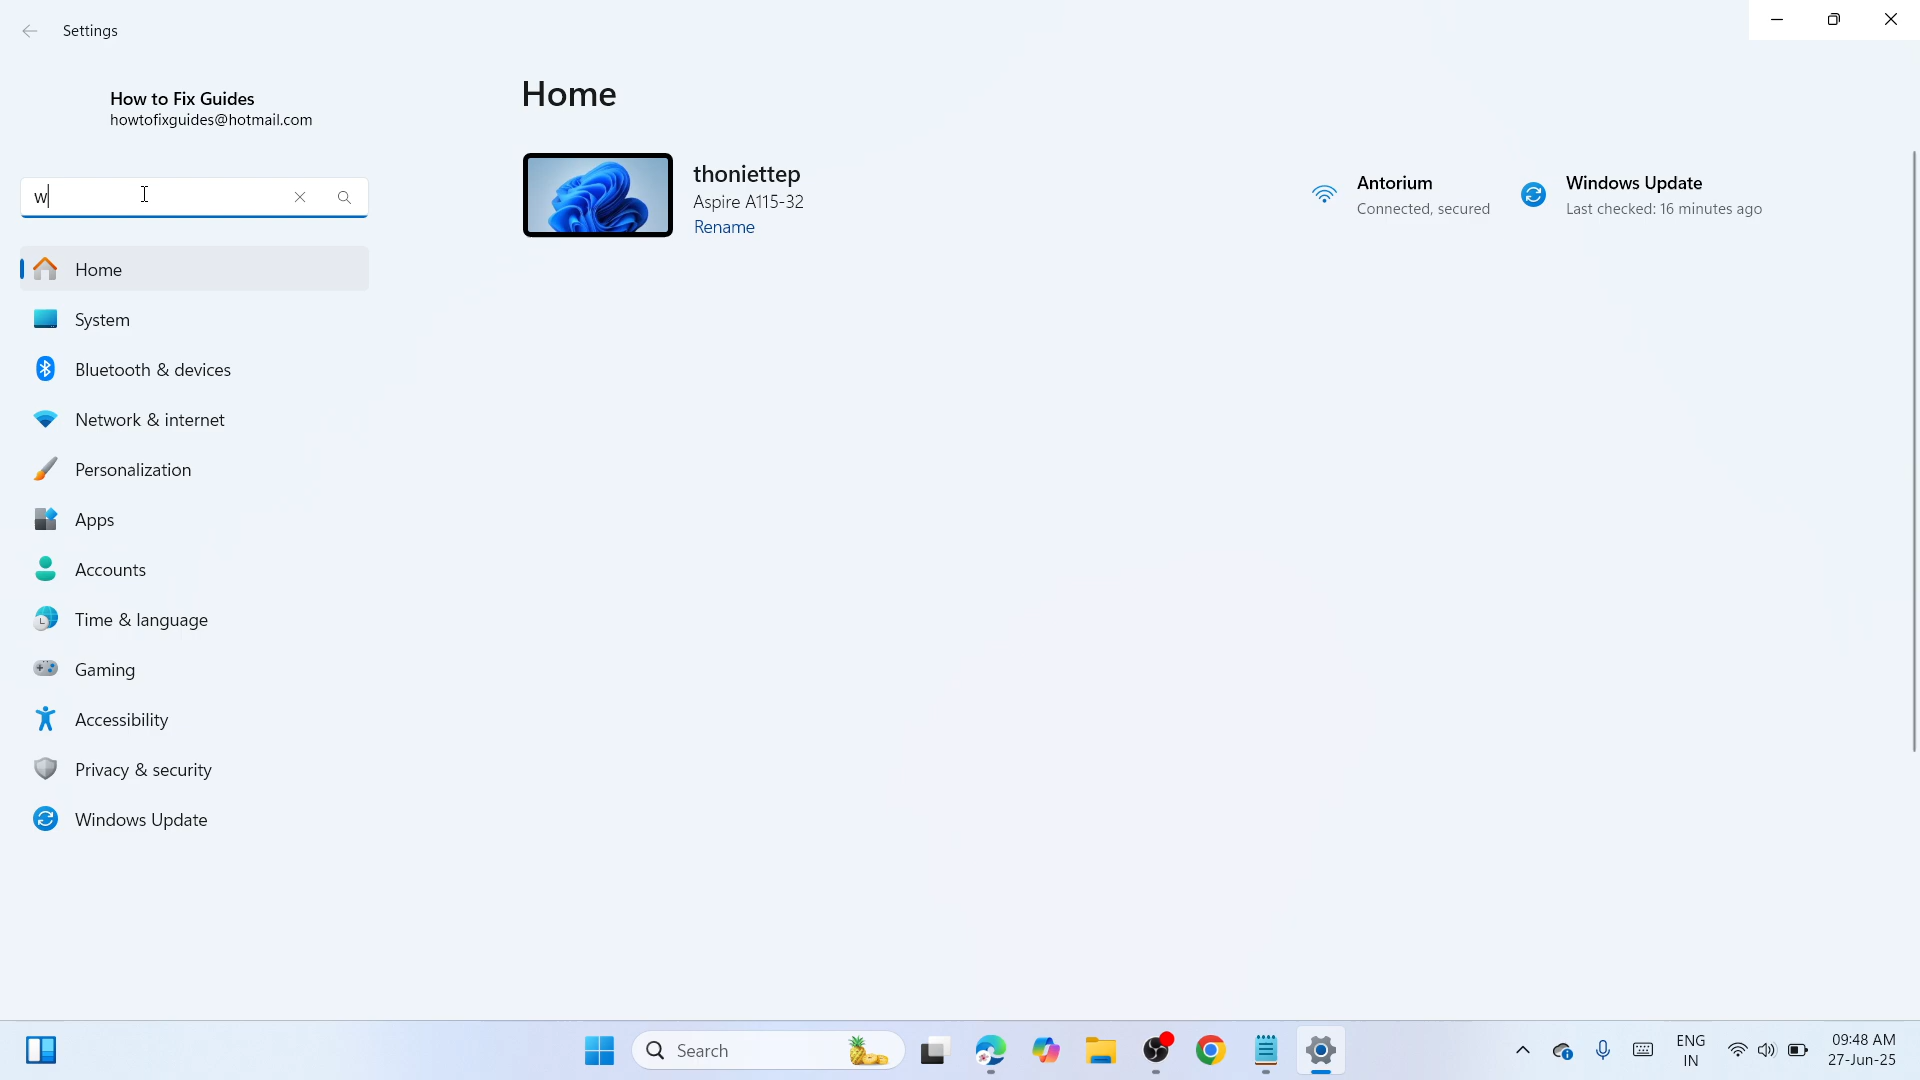 Settings
How to Fix Guides
howtofixguides@hotmail.com
w
Home
System
Bluetooth & devices
Network & internet
Personalization
Apps
Accounts
Time & language
Gaming
Accessibility
Privacy & security
Windows Update
Home
thoniettep
Aspire A115-32
Rename
Antorium
Connected, secured
Windows Update
Last checked: 16 minutes ago
Search
ENG
IN
09:48 AM
27-Jun-25